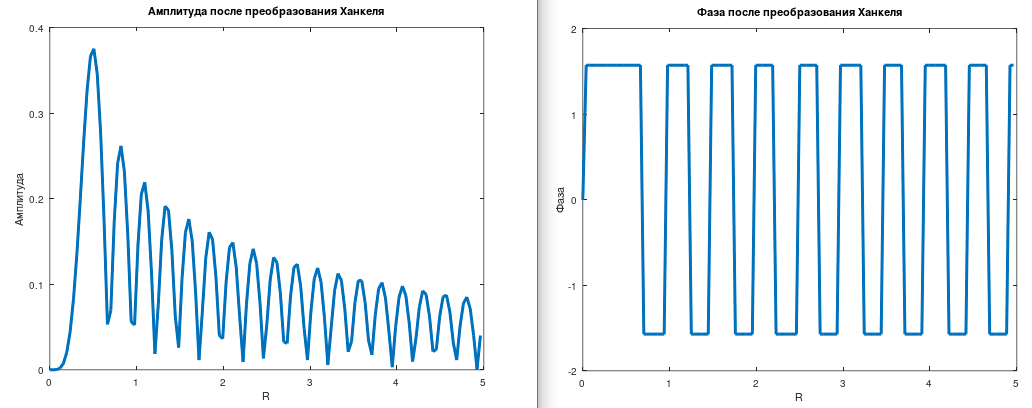 Амплитуда после преобразования Ханкеля
0.4
0.3
0.2
0.1
0
Амплитуда
0 1 2 3 4 5
R
Фаза после преобразования Ханкеля
2
1
0
-1
-2
Фаза
0 1 2 3 4 5
R